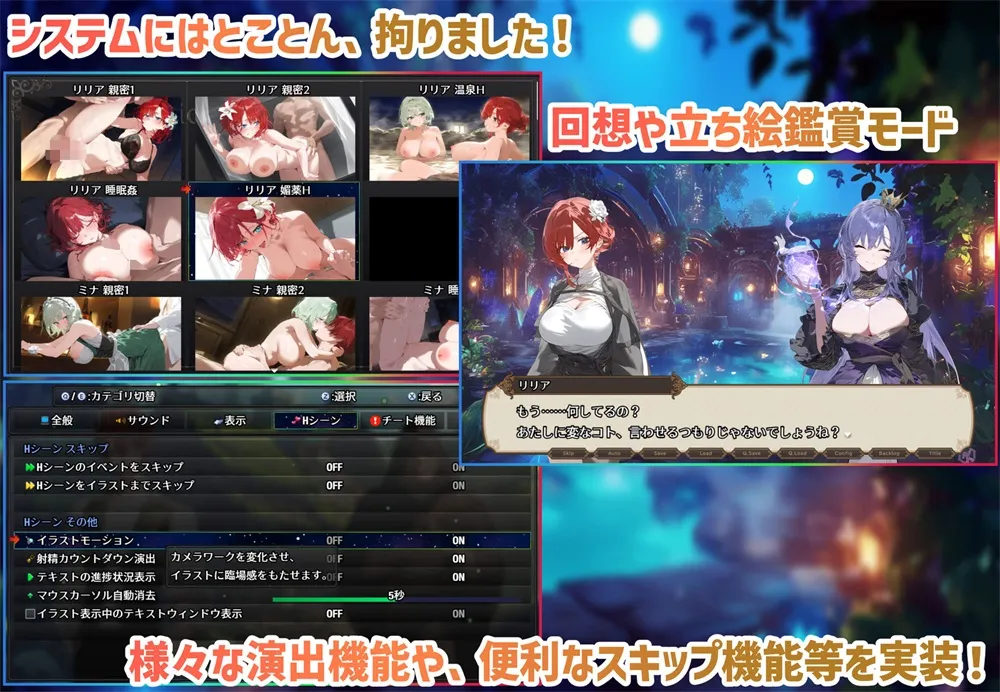 システムにはとことん、拘りました！
リリア 親密1
リリア 親密2
リリア 温泉H
回想や立ち絵鑑賞モード
リリア 睡眠姦
リリア 媚薬H
ミナ 親密1
ミナ 親密2
ミナ 睡
リリア
もう……何してるの？
あたしに変なコト、言わせるつもりじゃないでしょうね？
Skip Auto Save Load Q.Save Q.Load Config Backlog Title
:カテゴリ切替 :選択 :戻る
全般 サウンド 表示 Hシーン チート機能
Hシーン スキップ
Hシーンのイベントをスキップ OFF ON
Hシーンをイラストまでスキップ OFF ON
Hシーン その他
イラストモーション OFF ON
射精カウントダウン演出 ON
テキストの進捗状況表示 ON
カメラワークを変化させ、
イラストに臨場感をもたせます。
マウスカーソル自動消去 5秒
イラスト表示中のテキストウィンドウ表示 OFF ON
様々な演出機能や、便利なスキップ機能等を実装！